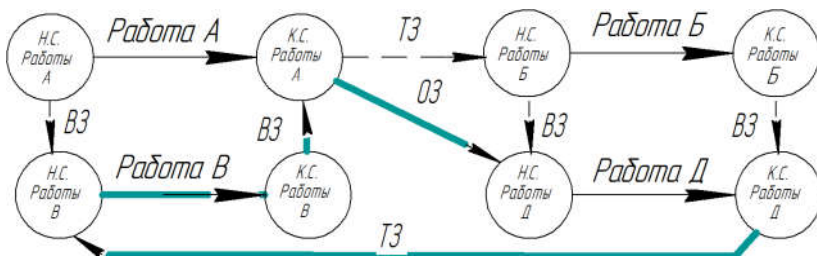 Н.С.
Работы
А
Работа А
К.С.
Работы
А
ТЗ
Н.С.
Работы
Б
Работа Б
К.С.
Работы
Б
ВЗ
ВЗ
ОЗ
ВЗ
ВЗ
Н.С.
Работы
В
Работа В
К.С.
Работы
В
Н.С.
Работы
Д
Работа Д
К.С.
Работы
Д
ТЗ